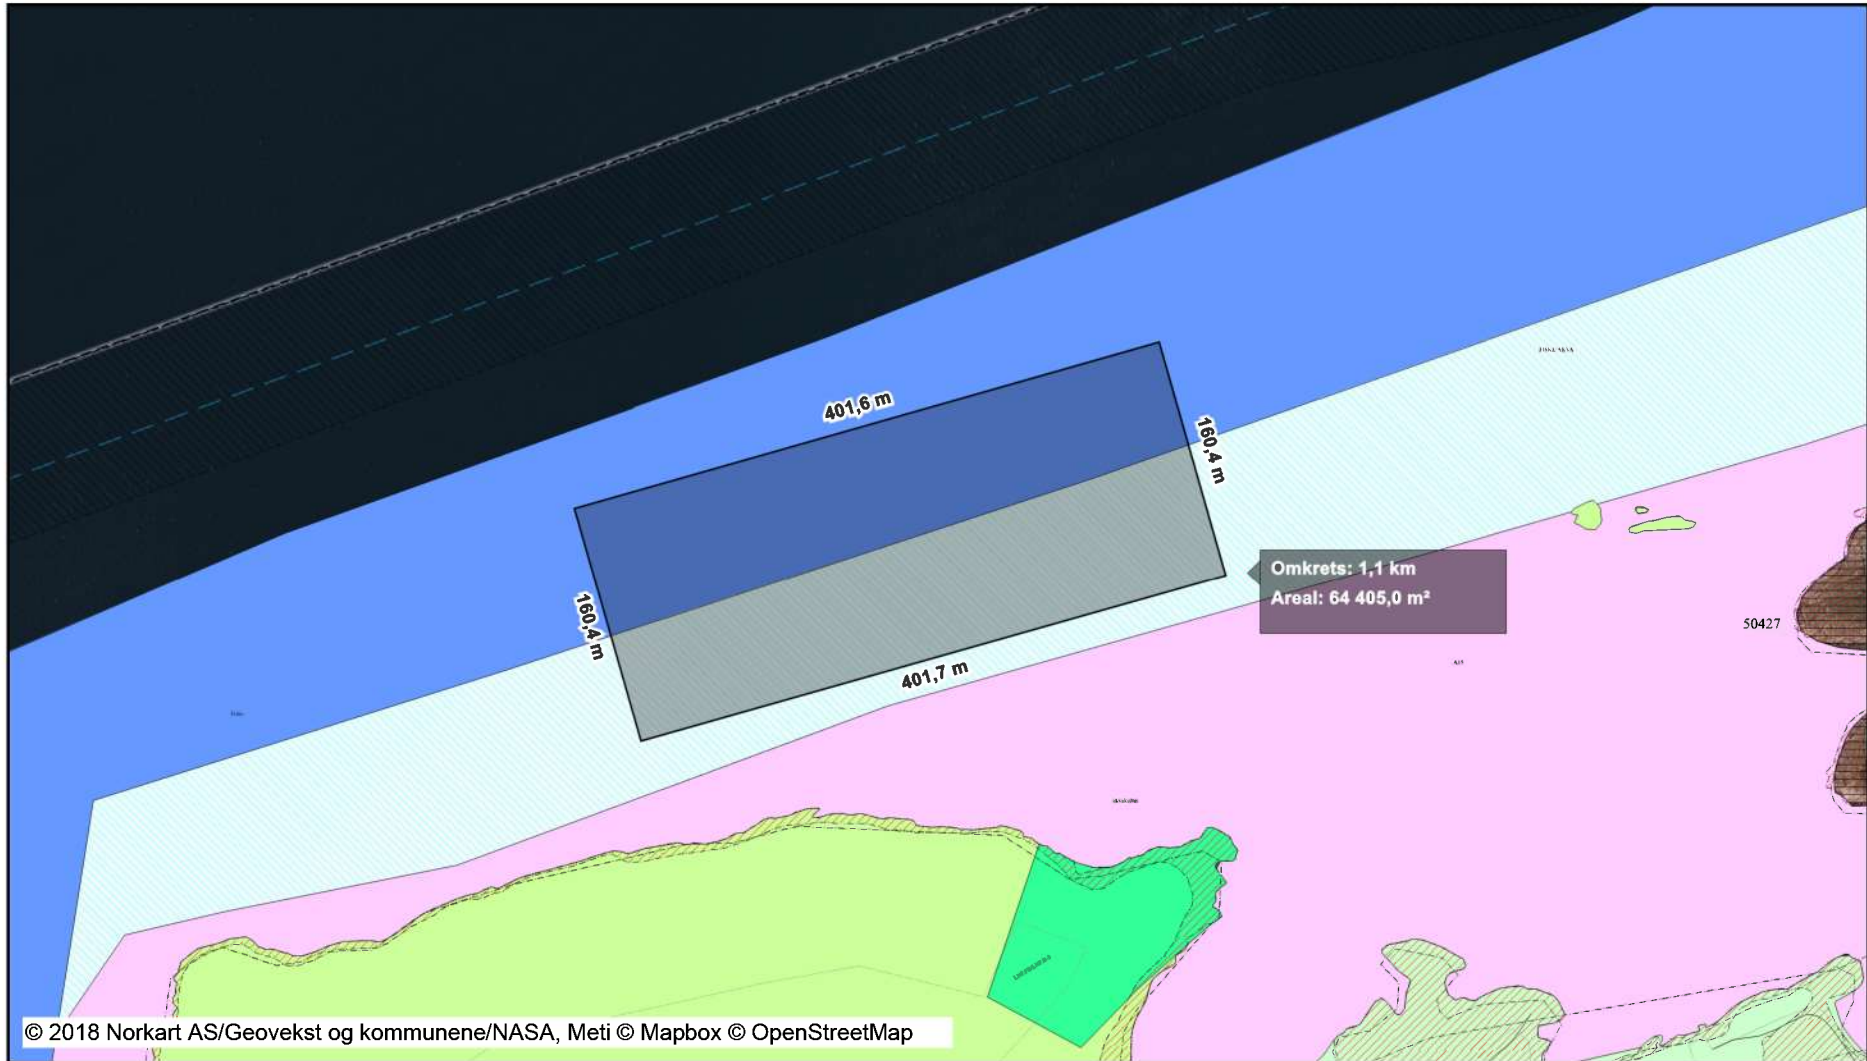 401,6 m
160,4 m
Omkrets: 1,1 km
Areal: 64 405,0 m²
160,4 m
50427
401,7 m
© 2018 Norkart AS/Geovekst og kommunene/NASA, Meti © Mapbox © OpenStreetMap